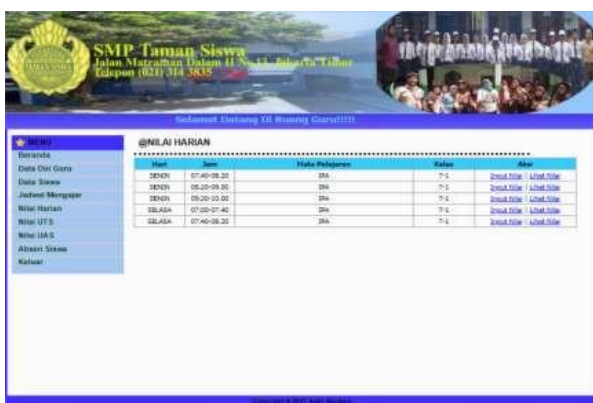 SMP Taman Siswa
Jalan Matraman Dalam II No.13, Jakarta Timur
Telepon (021) 314 3835
Selamat Datang Di Ruang Guru!!!!!
MENU
Beranda
Data Diri Guru
Data Siswa
Jadwal Mengajar
Nilai Harian
Nilai UTS
Nilai UAS
Absen Siswa
Keluar
@NILAI HARIAN
Hari Jam Mata Pelajaran Kelas Aksi
SENIN 07.40-08.20 IPA 7-1 Input Nilai | Lihat Nilai
SENIN 08.20-09.00 IPA 7-1 Input Nilai | Lihat Nilai
SENIN 09.20-10.00 IPA 7-1 Input Nilai | Lihat Nilai
SELASA 07.00-07.40 IPA 7-1 Input Nilai | Lihat Nilai
SELASA 07.40-08.20 IPA 7-1 Input Nilai | Lihat Nilai